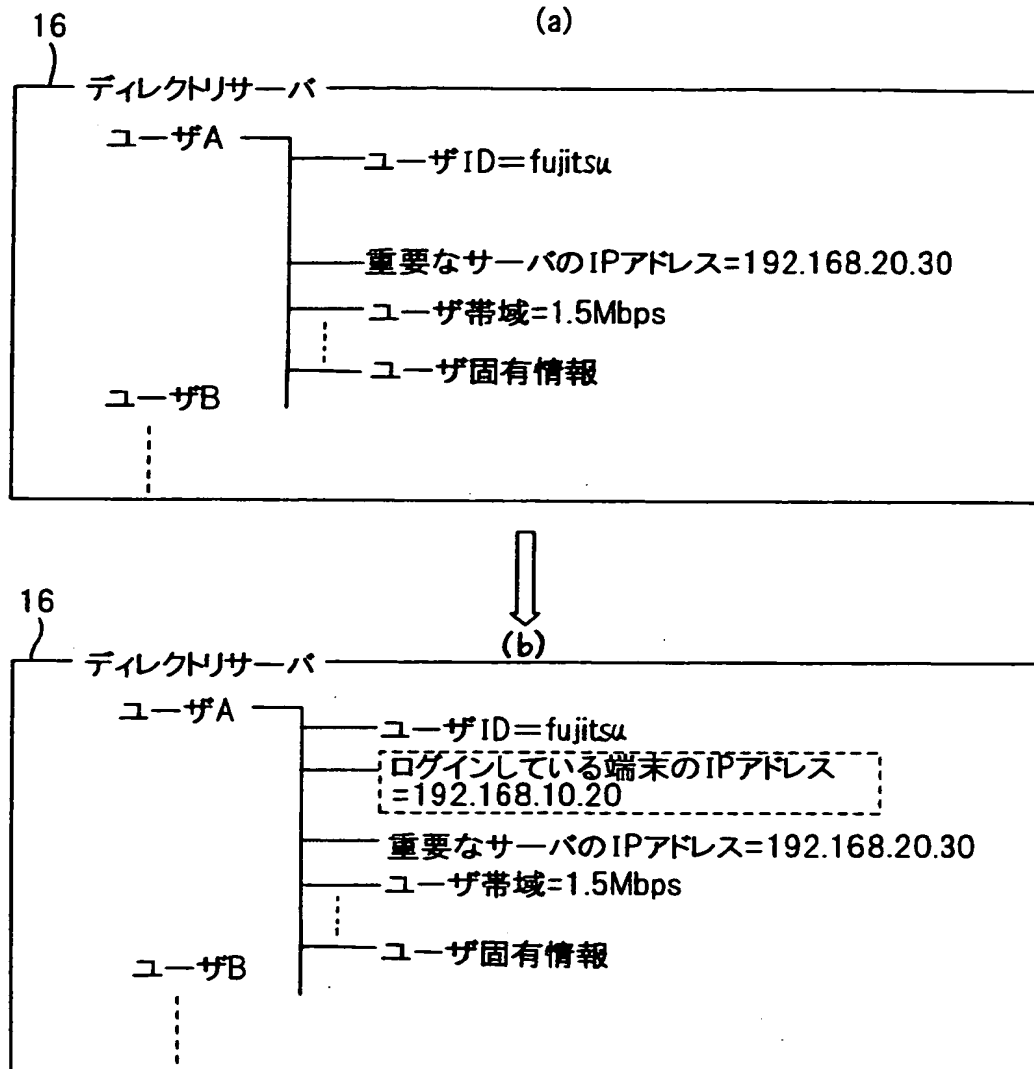 (a)
16
ディレクトリサーバ
ユーザA
ユーザID＝fujitsu
重要なサーバのIPアドレス=192.168.20.30
ユーザ帯域=1.5Mbps
ユーザ固有情報
ユーザB
16
(b)
ディレクトリサーバ
ユーザA
ユーザID＝fujitsu
ログインしている端末のIPアドレス
=192.168.10.20
重要なサーバのIPアドレス=192.168.20.30
ユーザ帯域=1.5Mbps
ユーザ固有情報
ユーザB